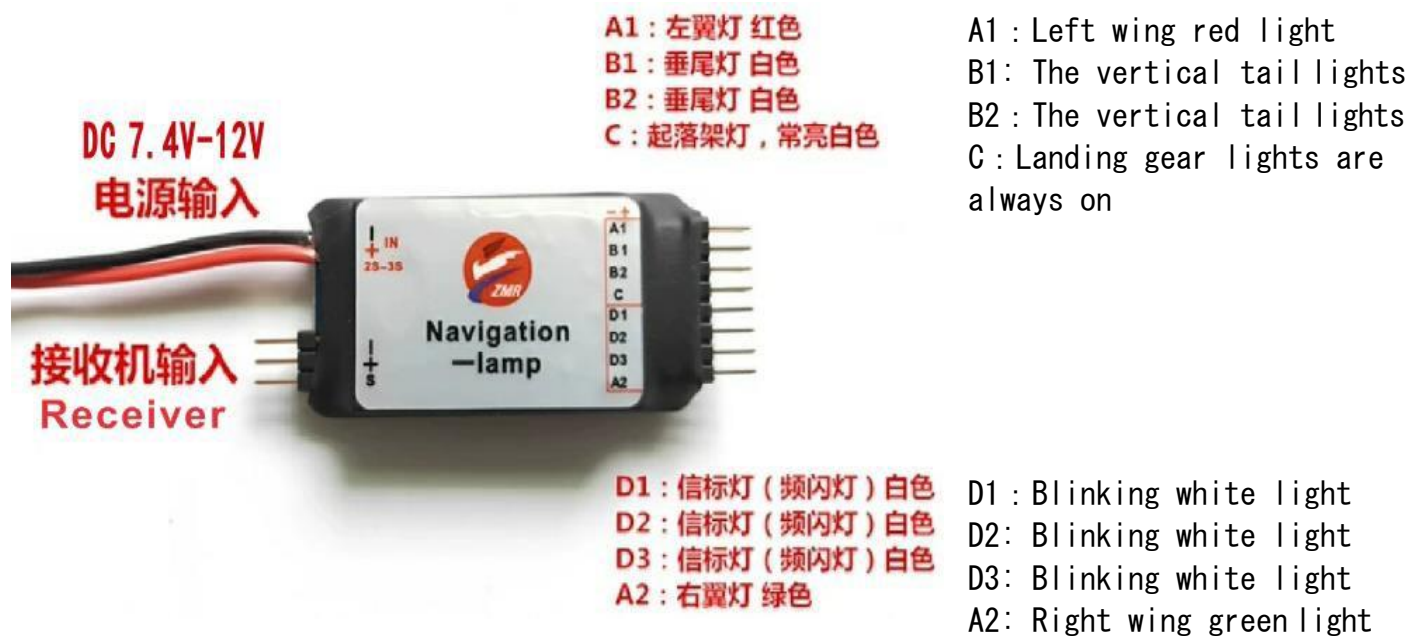 A1：左翼灯 红色
B1：垂尾灯 白色
B2：垂尾灯 白色
C：起落架灯，常亮白色
A1：Left wing red light
B1: The vertical tail lights
B2：The vertical tail lights
C：Landing gear lights are
always on
DC 7.4V-12V
电源输入
接收机输入
Receiver
- + IN
2S-3S
- + S
ZMR
Navigation
-lamp
- +
A1
B1
B2
C
D1
D2
D3
A2
D1：信标灯（频闪灯）白色
D2：信标灯（频闪灯）白色
D3：信标灯（频闪灯）白色
A2：右翼灯 绿色
D1：Blinking white light
D2: Blinking white light
D3: Blinking white light
A2: Right wing green light